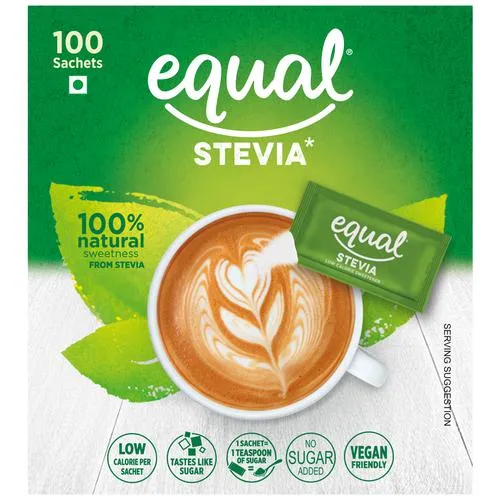 100
Sachets
equal®
STEVIA*
100%
natural
sweetness
FROM STEVIA
equal®
STEVIA
LOW CALORIE SWEETENER
SERVING SUGGESTION
LOW
CALORIE PER
SACHET
TASTES LIKE
SUGAR
1 SACHET=
1 TEASPOON
OF SUGAR
NO
SUGAR
ADDED
VEGAN
FRIENDLY